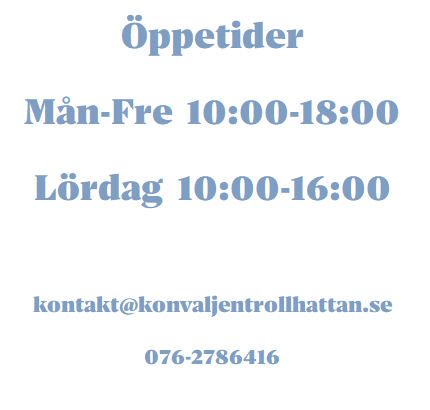 Öppetider
Mån-Fre 10:00-18:00
Lördag 10:00-16:00
kontakt@konvaljentrollhattan.se
076-2786416